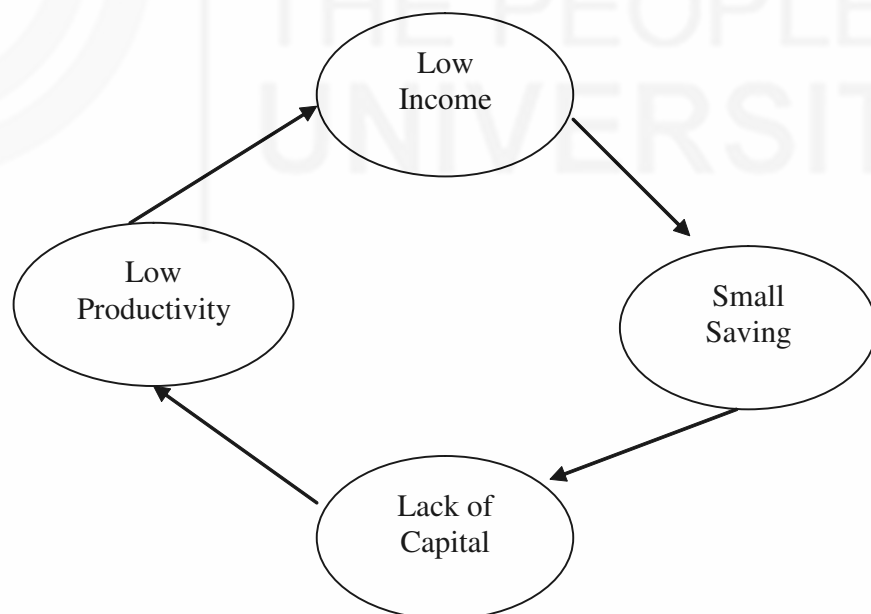 THE PEOPLE
UNIVERSIT
Low
Income
Low
Productivity
Small
Saving
Lack of
Capital